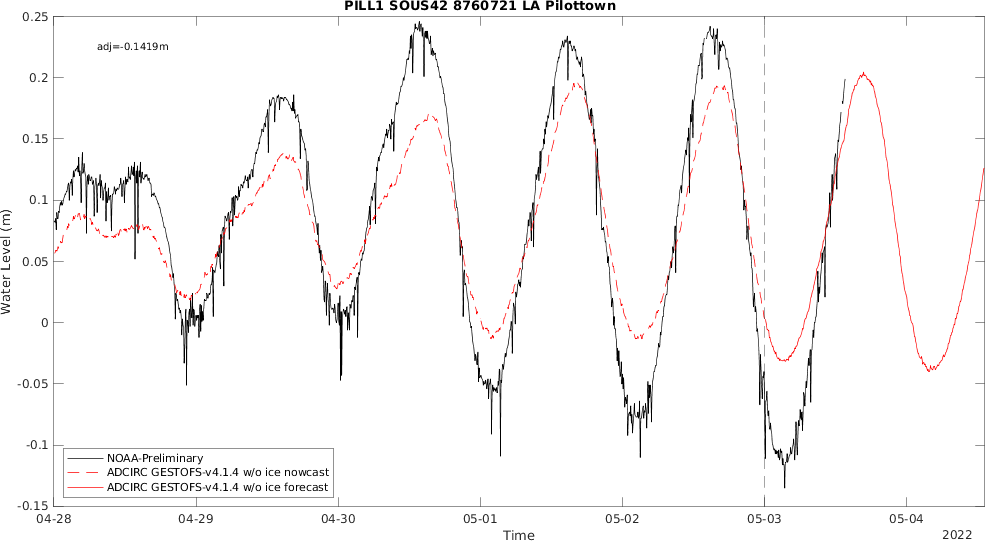 PILL1 SOUS42 8760721 LA Pilottown
adj=-0.1419m
0.25
0.2
0.15
0.1
0.05
0
-0.05
-0.1
-0.15
Water Level (m)
NOAA-Preliminary
ADCIRC GESTOFS-v4.1.4 w/o ice nowcast
ADCIRC GESTOFS-v4.1.4 w/o ice forecast
04-28 04-29 04-30 05-01 05-02 05-03 05-04
Time
2022